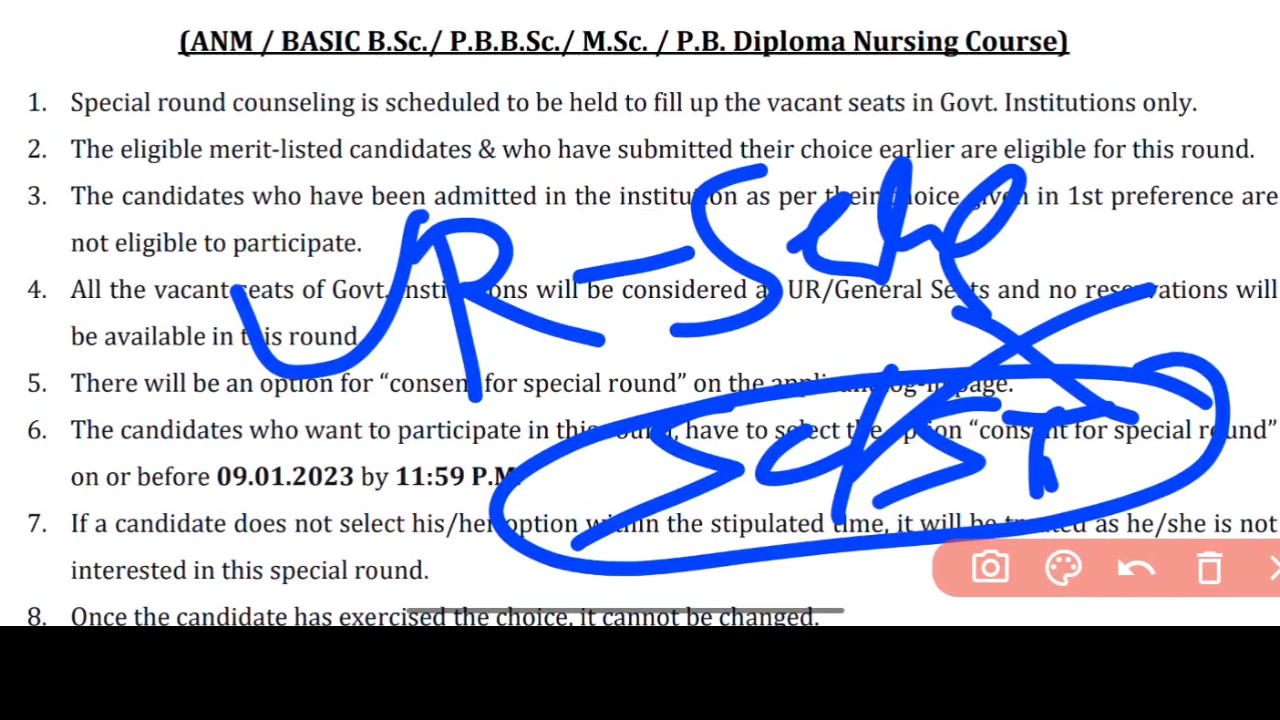 (ANM / BASIC B.Sc./ P.B.B.Sc./ M.Sc. / P.B. Diploma Nursing Course)
1. Special round counseling is scheduled to be held to fill up the vacant seats in Govt. Institutions only.
2. The eligible merit-listed candidates & who have submitted their choice earlier are eligible for this round.
3. The candidates who have been admitted in the institution as per their choice given in 1st preference are
not eligible to participate.
4. All the vacant seats of Govt. Institutions will be considered as UR/General Seats and no reservations will
be available in this round.
5. There will be an option for “consent for special round” on the applicant log-in page.
6. The candidates who want to participate in this round, have to select the option “consent for special round”
on or before 09.01.2023 by 11:59 P.M.
7. If a candidate does not select his/her option within the stipulated time, it will be treated as he/she is not
interested in this special round.
8. Once the candidate has exercised the choice, it cannot be changed.
UR -
SC/ST